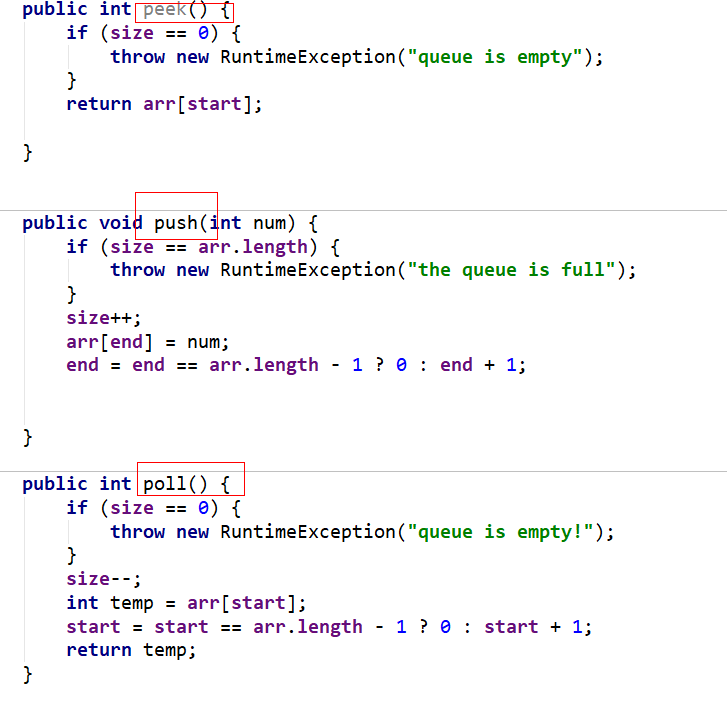 public int peek() {
if (size == 0) {
throw new RuntimeException("queue is empty");
}
return arr[start];
}
public void push(int num) {
if (size == arr.length) {
throw new RuntimeException("the queue is full");
}
size++;
arr[end] = num;
end = end == arr.length - 1 ? 0 : end + 1;
}
public int poll() {
if (size == 0) {
throw new RuntimeException("queue is empty!");
}
size--;
int temp = arr[start];
start = start == arr.length - 1 ? 0 : start + 1;
return temp;
}